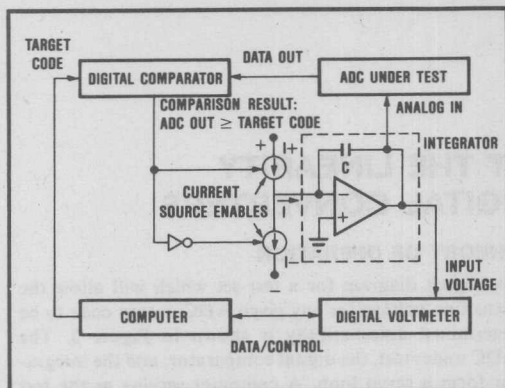 TARGET
CODE
DIGITAL COMPARATOR
DATA OUT
ADC UNDER TEST
COMPARISON RESULT:
ADC OUT ≥ TARGET CODE
ANALOG IN
+
I+
INTEGRATOR
C
CURRENT
SOURCE ENABLES
+
INPUT
VOLTAGE
COMPUTER
DIGITAL VOLTMETER
DATA/CONTROL